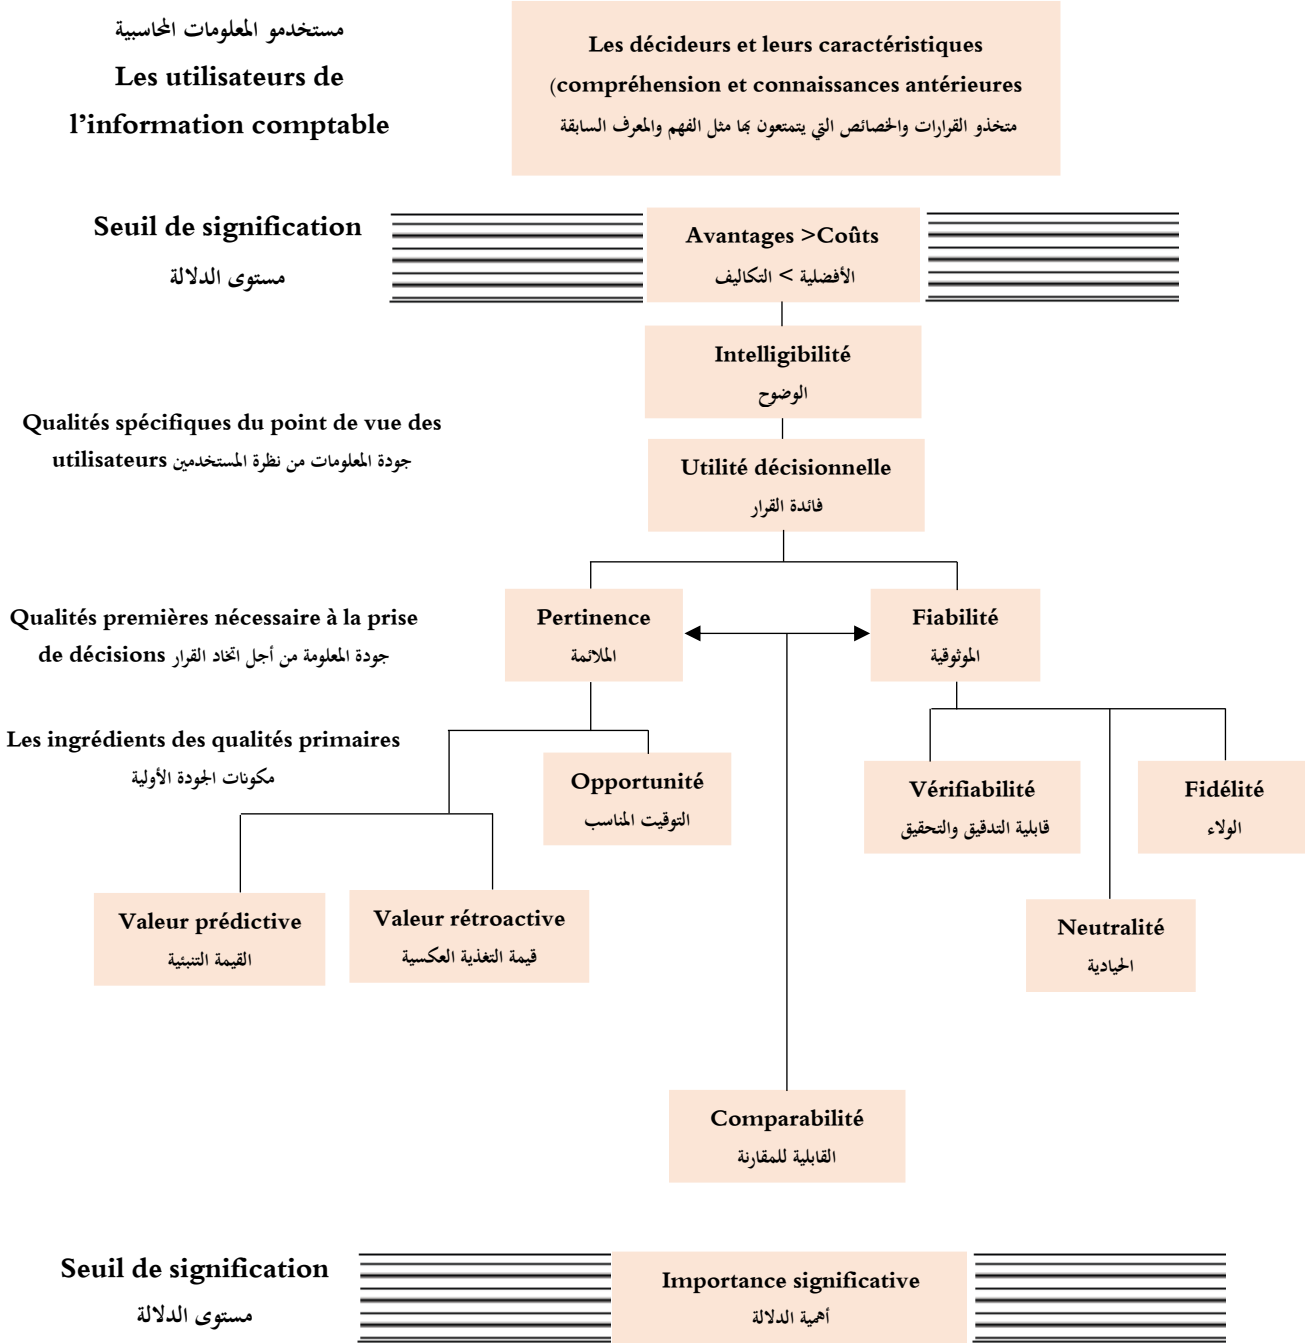 مستخدمو المعلومات المحاسبية
Les utilisateurs de
l'information comptable
Les décideurs et leurs caractéristiques
(compréhension et connaissances antérieures
متخذو القرارات والخصائص التي يتمتعون بها مثل الفهم والمعرف السابقة
Seuil de signification
مستوى الدلالة
Avantages >Coûts
الأفضلية > التكاليف
Intelligibilité
الوضوح
Qualités spécifiques du point de vue des
utilisateurs جودة المعلومات من نظرة المستخدمين
Utilité décisionnelle
فائدة القرار
Qualités premières nécessaire à la prise
de décisions جودة المعلومة من أجل اتخاد القرار
Pertinence
الملائمة
Fiabilité
الموثوقية
Les ingrédients des qualités primaires
مكونات الجودة الأولية
Opportunité
التوقيت المناسب
Vérifiabilité
قابلية التدقيق والتحقيق
Fidélité
الولاء
Valeur prédictive
القيمة التنبئية
Valeur rétroactive
قيمة التغذية العكسية
Neutralité
الحيادية
Comparabilité
القابلية للمقارنة
Seuil de signification
مستوى الدلالة
Importance significative
أهمية الدلالة